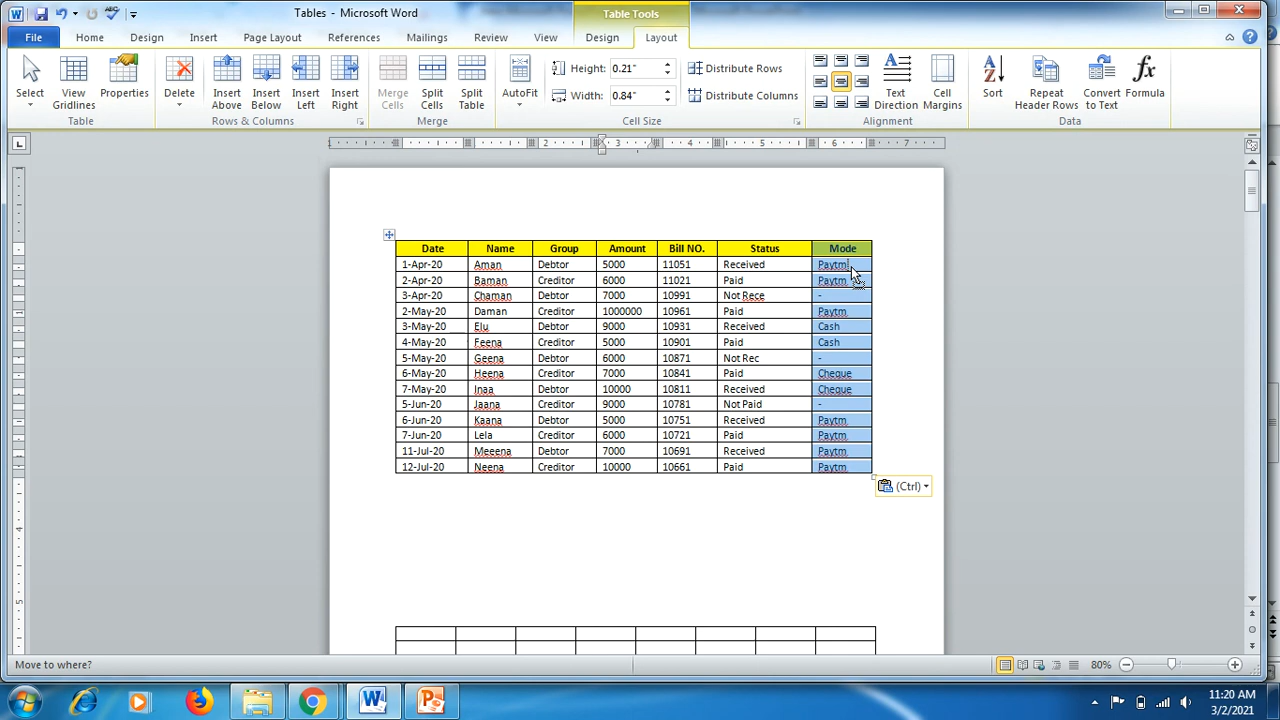 Tables - Microsoft Word
Table Tools
File Home Design Insert Page Layout References Mailings Review View Design Layout
Select View Gridlines Delete Insert Above Insert Below Insert Left Insert Right Merge Cells Split Cells Split Table AutoFit Height: 0.21" Width: 0.84" Distribute Rows Distribute Columns Text Direction Cell Margins Sort Repeat Header Rows Convert to Text Formula
Table Rows & Columns Merge Cell Size Alignment Data
1 2 3 4 5 6 7
Date Name Group Amount Bill NO. Status Mode
1-Apr-20 Aman Debtor 5000 11051 Received Paytm
2-Apr-20 Baman Creditor 6000 11021 Paid Paytm
3-Apr-20 Chaman Debtor 7000 10991 Not Rece -
2-May-20 Daman Creditor 1000000 10961 Paid Paytm
3-May-20 Elu Debtor 9000 10931 Received Cash
4-May-20 Feena Creditor 5000 10901 Paid Cash
5-May-20 Geena Debtor 6000 10871 Not Rec -
6-May-20 Heena Creditor 7000 10841 Paid Cheque
7-May-20 Inaa Debtor 10000 10811 Received Cheque
5-Jun-20 Jaana Creditor 9000 10781 Not Paid -
6-Jun-20 Kaana Debtor 5000 10751 Received Paytm
7-Jun-20 Lela Creditor 6000 10721 Paid Paytm
11-Jul-20 Meeena Debtor 7000 10691 Received Paytm
12-Jul-20 Neena Creditor 10000 10661 Paid Paytm
(Ctrl)
Move to where?
80%
11:20 AM
3/2/2021